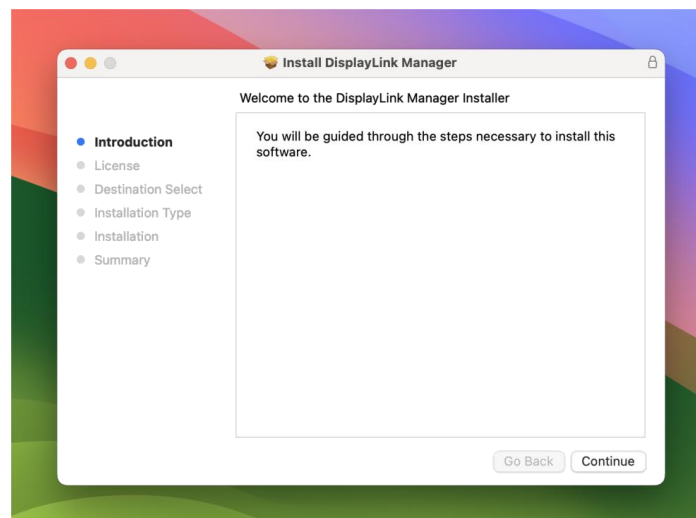 Install DisplayLink Manager
Welcome to the DisplayLink Manager Installer
Introduction
License
Destination Select
Installation Type
Installation
Summary
You will be guided through the steps necessary to install this
software.
Go Back
Continue